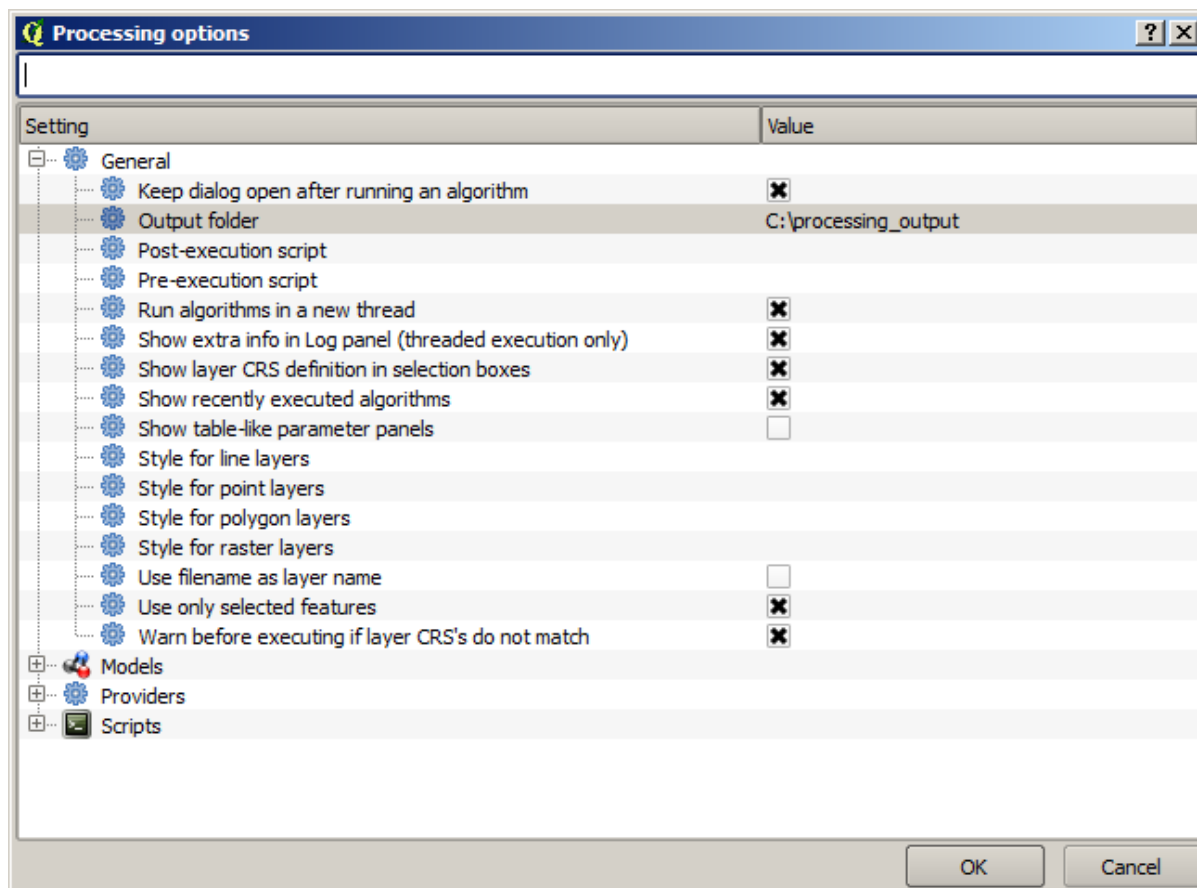 Processing options
Setting Value
General
Keep dialog open after running an algorithm
Output folder C:\processing_output
Post-execution script
Pre-execution script
Run algorithms in a new thread
Show extra info in Log panel (threaded execution only)
Show layer CRS definition in selection boxes
Show recently executed algorithms
Show table-like parameter panels
Style for line layers
Style for point layers
Style for polygon layers
Style for raster layers
Use filename as layer name
Use only selected features
Warn before executing if layer CRS's do not match
Models
Providers
Scripts
OK Cancel